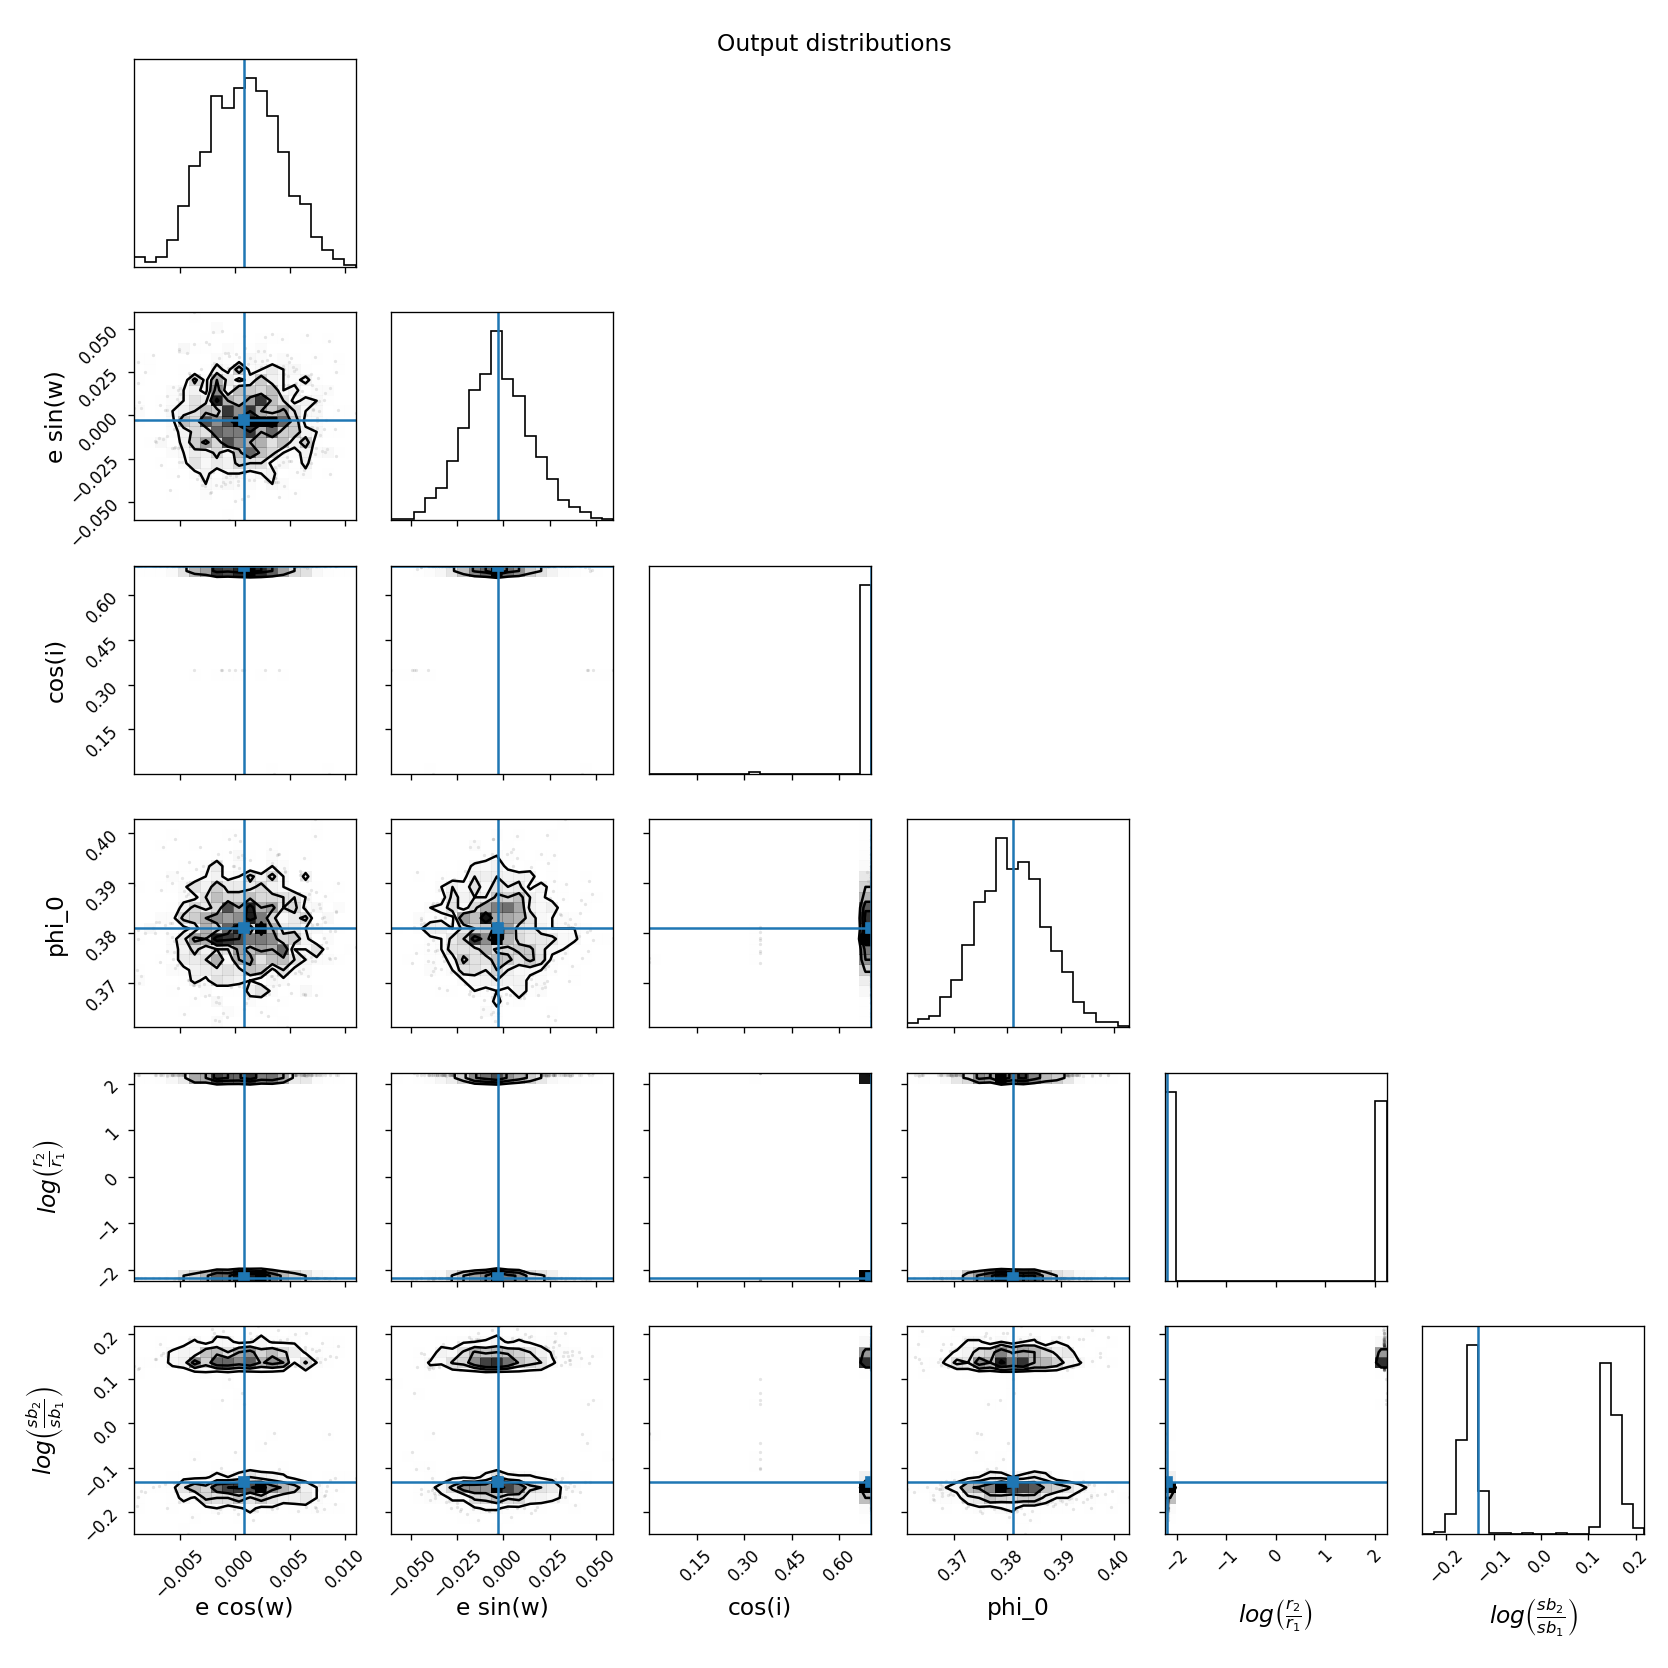 Output distributions
e sin(w)
0.050
0.025
0.000
−0.025
−0.050
cos(i)
0.60
0.45
0.30
0.15
phi_0
0.40
0.39
0.38
0.37
log(r₂/r₁)
2
1
0
−1
−2
log(sb₂/sb₁)
0.2
0.1
0.0
−0.1
−0.2
−0.005 0.000 0.005 0.010
−0.050 −0.025 0.000 0.025 0.050
0.15 0.30 0.45 0.60
0.37 0.38 0.39 0.40
−2 −1 0 1 2
−0.2 −0.1 0.0 0.1 0.2
e cos(w)
e sin(w)
cos(i)
phi_0
log(r₂/r₁)
log(sb₂/sb₁)